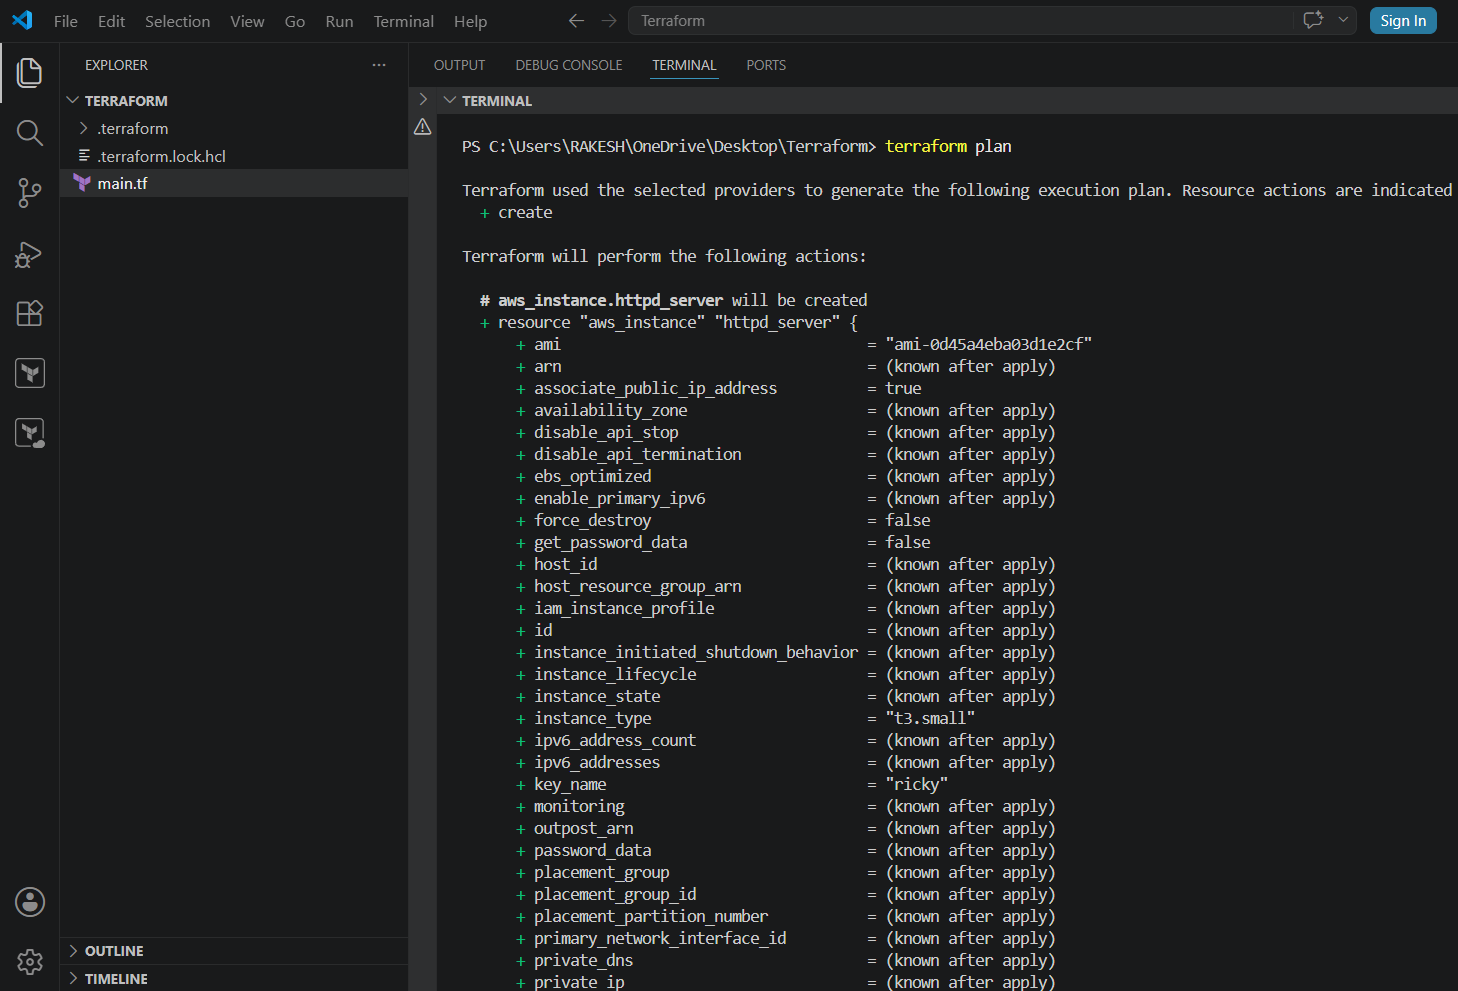 File Edit Selection View Go Run Terminal Help
Terraform
Sign In
EXPLORER
TERRAFORM
.terraform
.terraform.lock.hcl
main.tf
OUTLINE
TIMELINE
OUTPUT DEBUG CONSOLE TERMINAL PORTS
TERMINAL
PS C:\Users\RAKESH\OneDrive\Desktop\Terraform> terraform plan
Terraform used the selected providers to generate the following execution plan. Resource actions are indicated
+ create
Terraform will perform the following actions:
# aws_instance.httpd_server will be created
+ resource "aws_instance" "httpd_server" {
+ ami = "ami-0d45a4eba03d1e2cf"
+ arn = (known after apply)
+ associate_public_ip_address = true
+ availability_zone = (known after apply)
+ disable_api_stop = (known after apply)
+ disable_api_termination = (known after apply)
+ ebs_optimized = (known after apply)
+ enable_primary_ipv6 = (known after apply)
+ force_destroy = false
+ get_password_data = false
+ host_id = (known after apply)
+ host_resource_group_arn = (known after apply)
+ iam_instance_profile = (known after apply)
+ id = (known after apply)
+ instance_initiated_shutdown_behavior = (known after apply)
+ instance_lifecycle = (known after apply)
+ instance_state = (known after apply)
+ instance_type = "t3.small"
+ ipv6_address_count = (known after apply)
+ ipv6_addresses = (known after apply)
+ key_name = "ricky"
+ monitoring = (known after apply)
+ outpost_arn = (known after apply)
+ password_data = (known after apply)
+ placement_group = (known after apply)
+ placement_group_id = (known after apply)
+ placement_partition_number = (known after apply)
+ primary_network_interface_id = (known after apply)
+ private_dns = (known after apply)
+ private_ip = (known after apply)